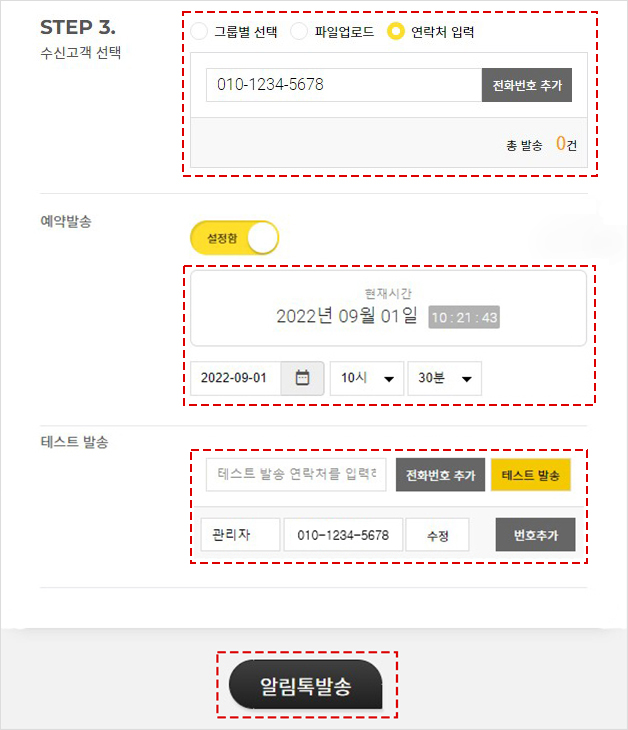 STEP 3.
수신고객 선택
그룹별 선택 파일업로드 연락처 입력
010-1234-5678 전화번호 추가
총 발송 0건
예약발송
설정함
현재시간
2022년 09월 01일 10 : 21 : 43
2022-09-01 10시 30분
테스트 발송
테스트 발송 연락처를 입력 전화번호 추가 테스트 발송
관리자 010-1234-5678 수정 번호추가
알림톡발송